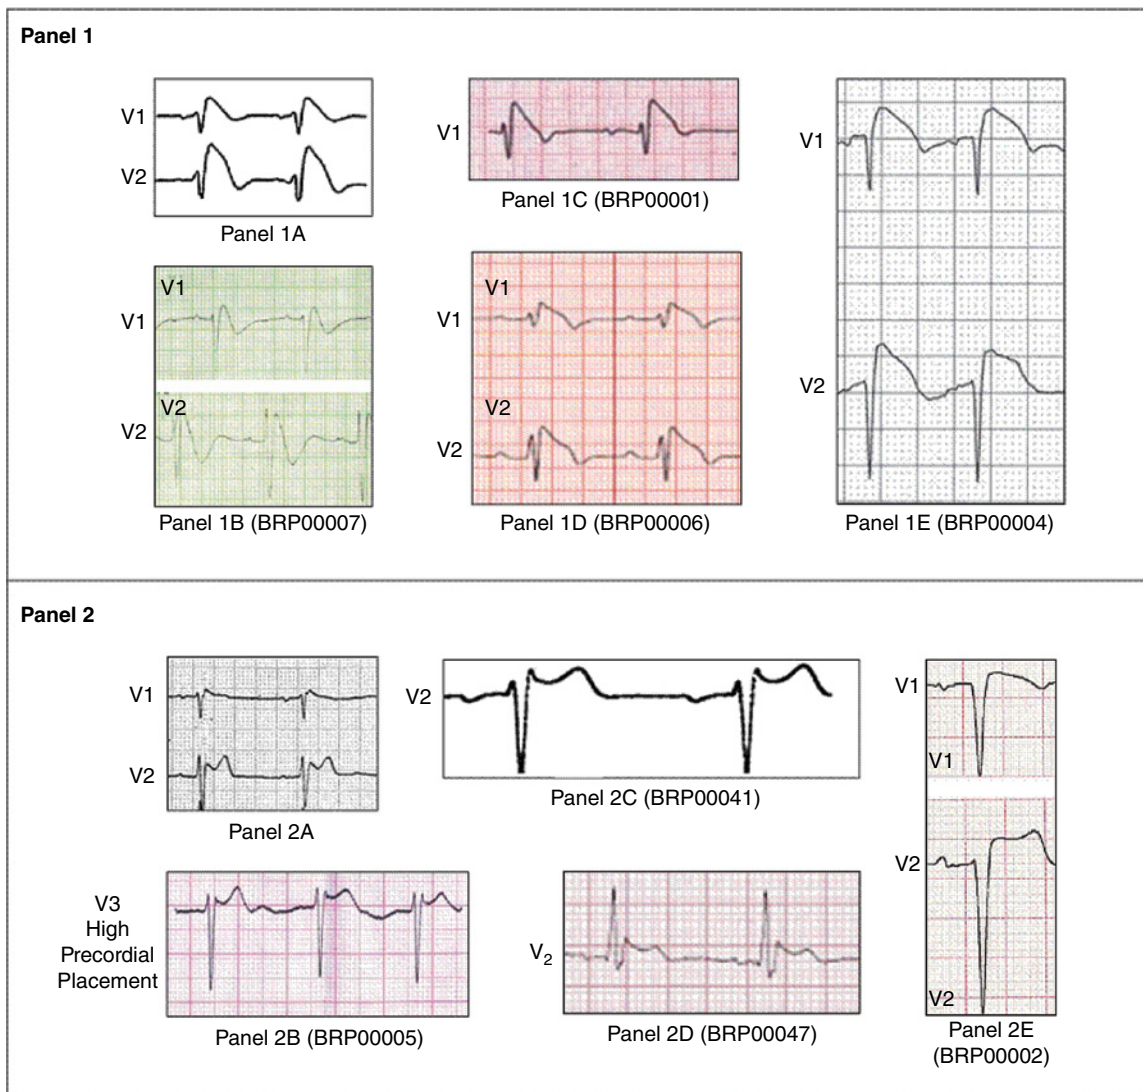 Panel 1
V1
V2
Panel 1A
V1
Panel 1C (BRP00001)
V1
V2
Panel 1E (BRP00004)
V1
V1
V2
V2
Panel 1B (BRP00007)
V1
V1
V2
V2
Panel 1D (BRP00006)
Panel 2
V1
V2
Panel 2A
V2
Panel 2C (BRP00041)
V1
V1
V2
V2
Panel 2E
(BRP00002)
V3
High
Precordial
Placement
Panel 2B (BRP00005)
V2
Panel 2D (BRP00047)